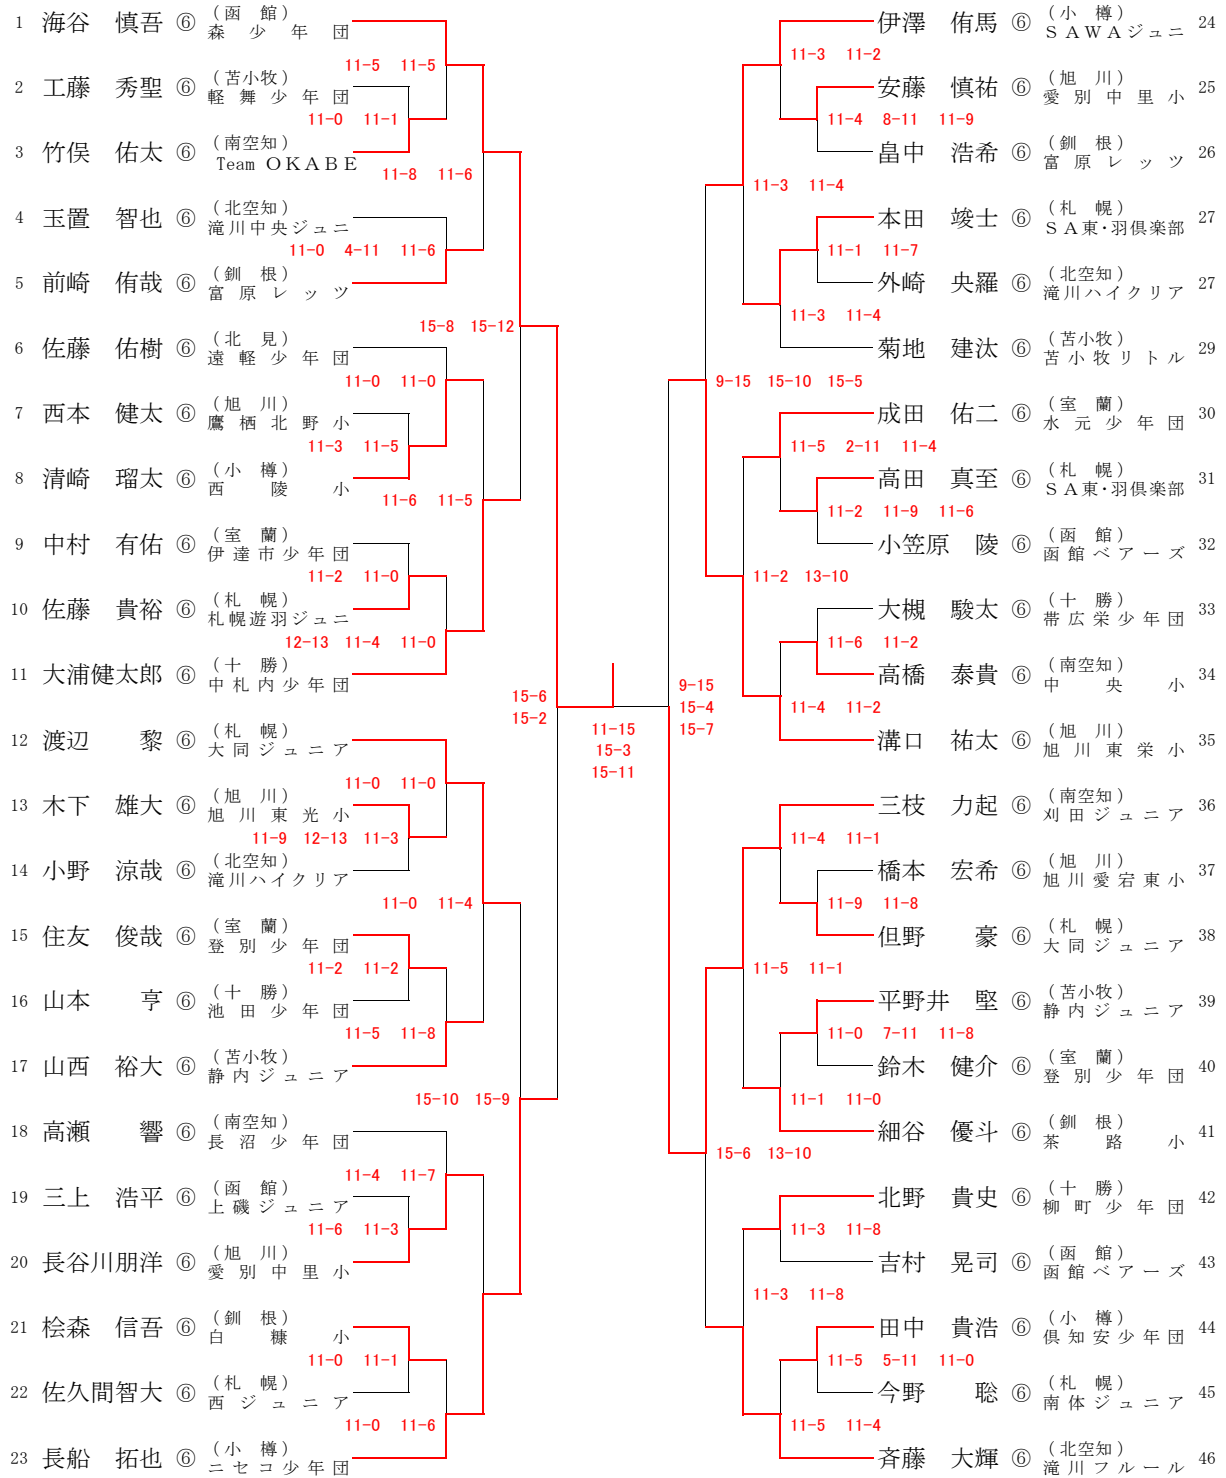 1 海谷 慎吾 ⑥ (函 館) 森少年団
11-5 11-5
2 工藤 秀聖 ⑥ (苫小牧) 軽舞少年団
11-0 11-1
3 竹俣 佑太 ⑥ (南空知) Team OKABE
11-8 11-6
4 玉置 智也 ⑥ (北空知) 滝川中央ジュニ
11-0 4-11 11-6
5 前崎 侑哉 ⑥ (釧 根) 富原レッツ
15-8 15-12
6 佐藤 佑樹 ⑥ (北 見) 遠軽少年団
11-0 11-0
7 西本 健太 ⑥ (旭 川) 鷹栖北野小
11-3 11-5
8 清崎 瑠太 ⑥ (小 樽) 西陵小
11-6 11-5
9 中村 有佑 ⑥ (室 蘭) 伊達市少年団
11-2 11-0
10 佐藤 貴裕 ⑥ (札 幌) 札幌遊羽ジュニ
12-13 11-4 11-0
11 大浦健太郎 ⑥ (十 勝) 中札内少年団
15-6
15-2
12 渡辺 黎 ⑥ (札 幌) 大同ジュニア
11-0 11-0
13 木下 雄大 ⑥ (旭 川) 旭川東光小
11-9 12-13 11-3
14 小野 涼哉 ⑥ (北空知) 滝川ハイクリア
11-0 11-4
15 住友 俊哉 ⑥ (室 蘭) 登別少年団
11-2 11-2
16 山本 亨 ⑥ (十 勝) 池田少年団
11-5 11-8
17 山西 裕大 ⑥ (苫小牧) 静内ジュニア
15-10 15-9
18 高瀬 響 ⑥ (南空知) 長沼少年団
11-4 11-7
19 三上 浩平 ⑥ (函 館) 上磯ジュニア
11-6 11-3
20 長谷川朋洋 ⑥ (旭 川) 愛別中里小
21 桧森 信吾 ⑥ (釧 根) 白糠小
11-0 11-1
22 佐久間智大 ⑥ (札 幌) 西ジュニア
11-0 11-6
23 長船 拓也 ⑥ (小 樽) ニセコ少年団
11-15
15-3
15-11
伊澤 侑馬 ⑥ (小 樽) SAWAジュニ 24
11-3 11-2
安藤 慎祐 ⑥ (旭 川) 愛別中里小 25
11-4 8-11 11-9
畠中 浩希 ⑥ (釧 根) 富原レッツ 26
11-3 11-4
本田 竣士 ⑥ (札 幌) SA東・羽倶楽部 27
11-1 11-7
外崎 央羅 ⑥ (北空知) 滝川ハイクリア 27
11-3 11-4
菊地 建汰 ⑥ (苫小牧) 苫小牧リトル 29
9-15 15-10 15-5
成田 佑二 ⑥ (室 蘭) 水元少年団 30
11-5 2-11 11-4
高田 真至 ⑥ (札 幌) SA東・羽倶楽部 31
11-2 11-9 11-6
小笠原 陵 ⑥ (函 館) 函館ベアーズ 32
11-2 13-10
大槻 駿太 ⑥ (十 勝) 帯広栄少年団 33
11-6 11-2
高橋 泰貴 ⑥ (南空知) 中央小 34
9-15
15-4
15-7
11-4 11-2
溝口 祐太 ⑥ (旭 川) 旭川東栄小 35
三枝 力起 ⑥ (南空知) 刈田ジュニア 36
11-4 11-1
橋本 宏希 ⑥ (旭 川) 旭川愛宕東小 37
11-9 11-8
但野 豪 ⑥ (札 幌) 大同ジュニア 38
11-5 11-1
平野井 堅 ⑥ (苫小牧) 静内ジュニア 39
11-0 7-11 11-8
鈴木 健介 ⑥ (室 蘭) 登別少年団 40
11-1 11-0
細谷 優斗 ⑥ (釧 根) 茶路小 41
15-6 13-10
北野 貴史 ⑥ (十 勝) 柳町少年団 42
11-3 11-8
吉村 晃司 ⑥ (函 館) 函館ベアーズ 43
11-3 11-8
田中 貴浩 ⑥ (小 樽) 倶知安少年団 44
11-5 5-11 11-0
今野 聡 ⑥ (札 幌) 南体ジュニア 45
11-5 11-4
斉藤 大輝 ⑥ (北空知) 滝川フルール 46